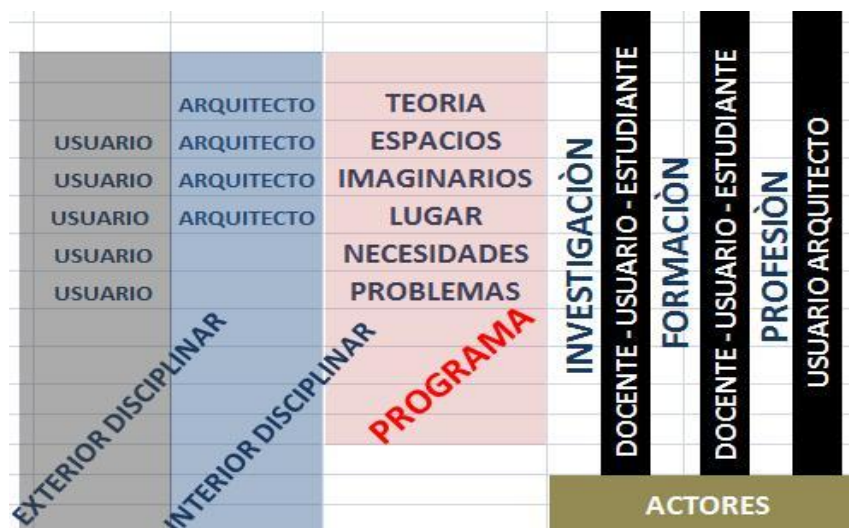 ARQUITECTO TEORIA
USUARIO ARQUITECTO ESPACIOS
USUARIO ARQUITECTO IMAGINARIOS
USUARIO ARQUITECTO LUGAR
USUARIO NECESIDADES
USUARIO PROBLEMAS
EXTERIOR DISCIPLINAR
INTERIOR DISCIPLINAR
PROGRAMA
INVESTIGACIÒN
DOCENTE - USUARIO - ESTUDIANTE
FORMACIÒN
DOCENTE - USUARIO - ESTUDIANTE
PROFESIÒN
USUARIO ARQUITECTO
ACTORES